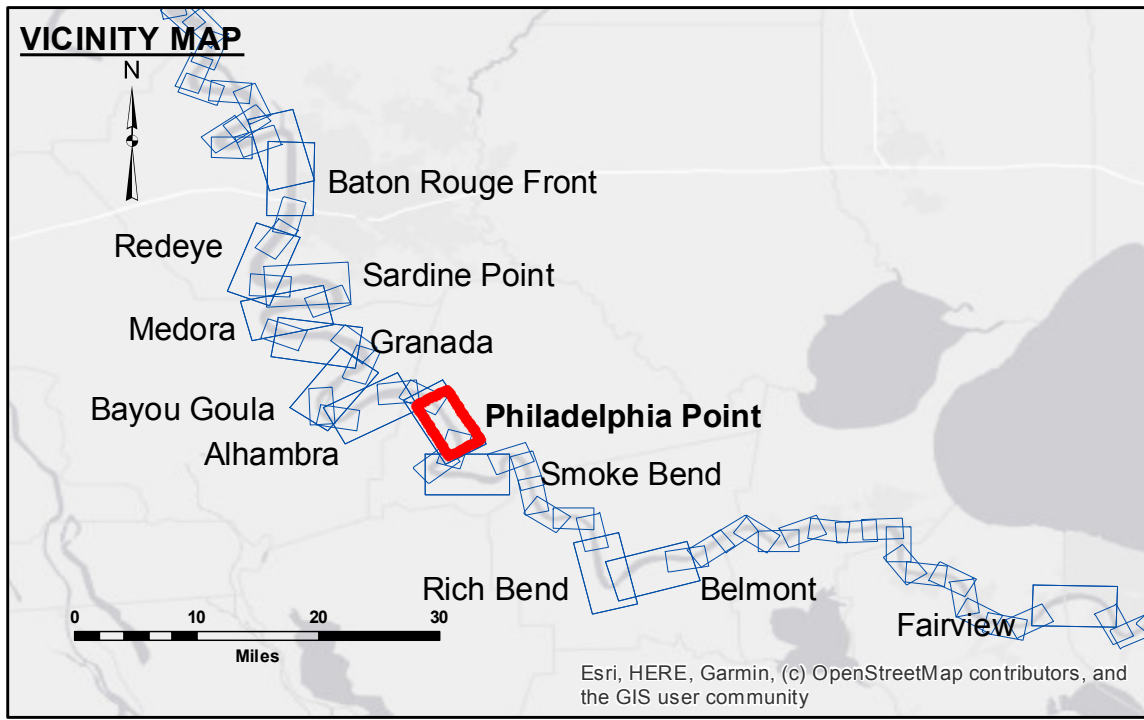 VICINITY MAP
N
Baton Rouge Front
Redeye
Sardine Point
Medora
Granada
Bayou Goula
Philadelphia Point
Alhambra
Smoke Bend
Rich Bend
Belmont
Fairview
0 10 20 30
Miles
Esri, HERE, Garmin, (c) OpenStreetMap contributors, and
the GIS user community